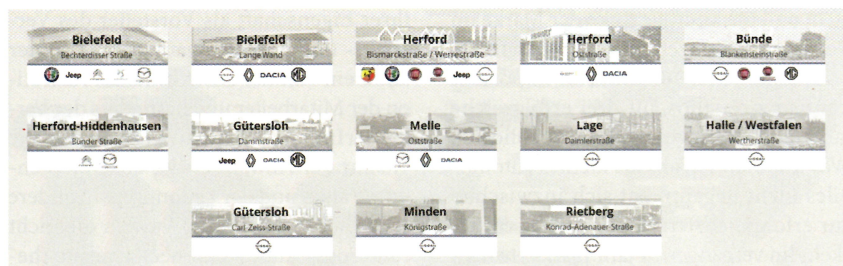 Bielefeld
Bechterdisser Straße
Jeep
Bielefeld
Lange Wand
DACIA
Herford
Bismarckstraße / Werrestraße
Jeep
Herford
Oststraße
DACIA
Bünde
Blankensteinstraße
Herford-Hiddenhausen
Bünder Straße
Gütersloh
Dammstraße
Jeep DACIA
Melle
Oststraße
DACIA
Lage
Daimlerstraße
Halle / Westfalen
Wertherstraße
Gütersloh
Carl-Zeiss-Straße
Minden
Königstraße
Rietberg
Konrad-Adenauer-Straße